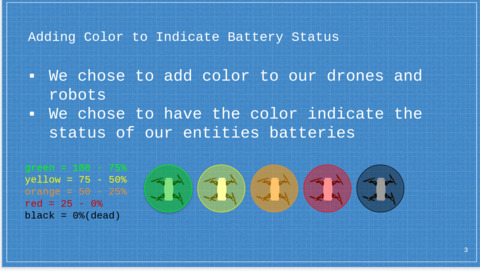 Adding Color to Indicate Battery Status
▪ We chose to add color to our drones and
robots
▪ We chose to have the color indicate the
status of our entities batteries
green = 100 - 75%
yellow = 75 - 50%
orange = 50 - 25%
red = 25 - 0%
black = 0%(dead)
3